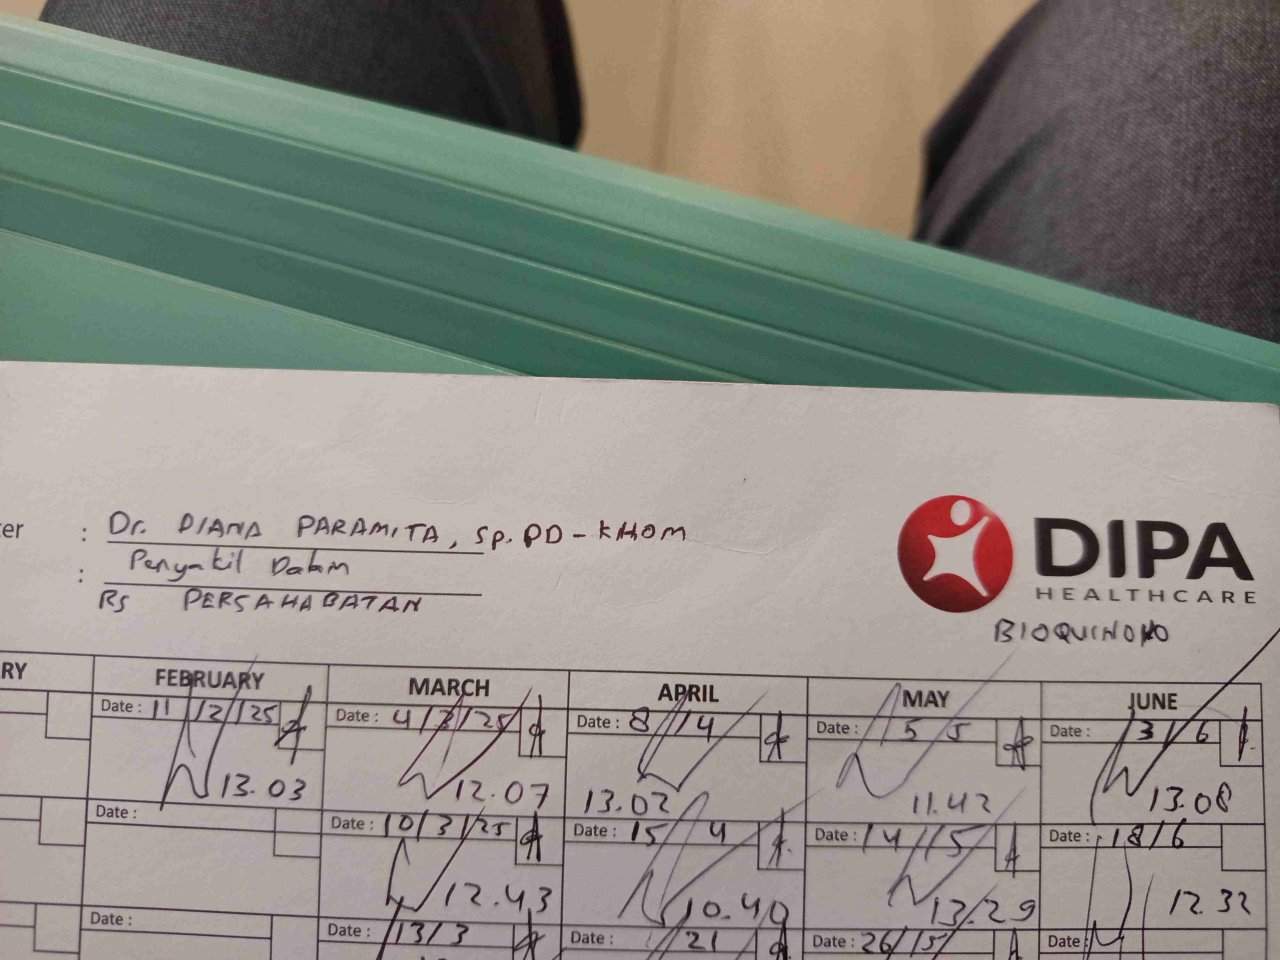 : Dr. DIANA PARAMITA, Sp.PD-KHOM
: Penyakil Dalam
RS PERSAHABATAN
DIPA
HEALTHCARE
RY FEBRUARY MARCH APRIL MAY JUNE
Date : 11/2/25 Date : 4/3/25 Date : 8/4 Date : 5 5 Date : 3/6
13.03 12.07 13.02 11.42 13.08
Date : Date : 10/3/25 Date : 15 4 Date : 14/5 Date : 18/6
12.43 10.40 13.29 12.32
Date : Date : 13/3 Date : 21 Date : 26/5 Date :